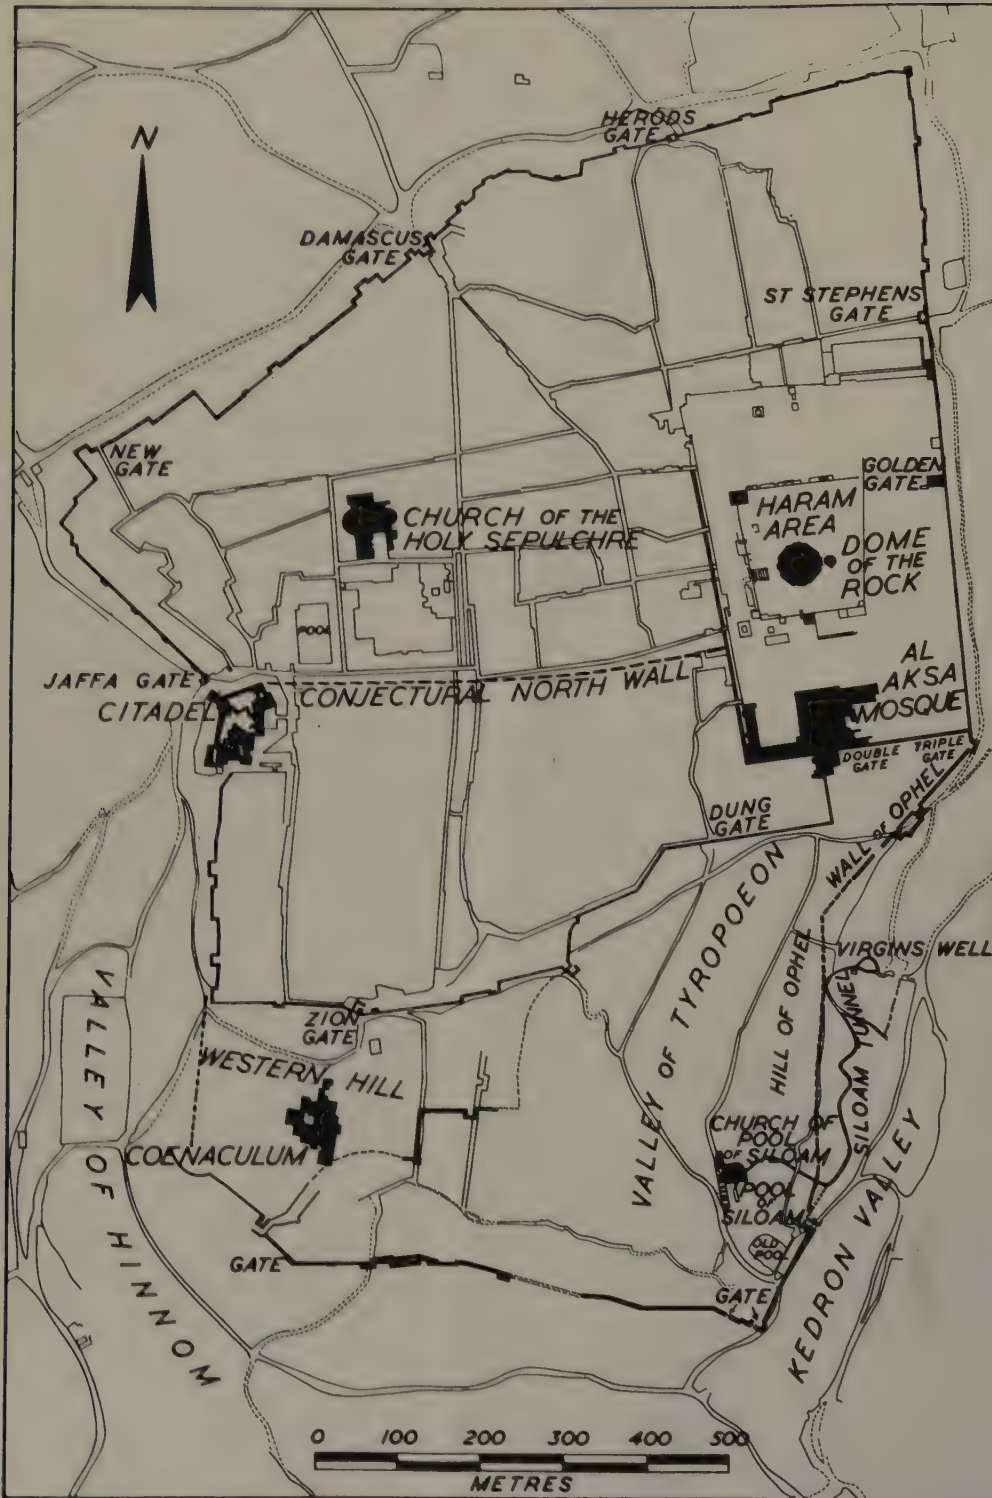 HERODS
GATE
N
DAMASCUS
GATE
ST STEPHENS
GATE
NEW
GATE
GOLDEN
GATE
HARAM
AREA
CHURCH OF THE
HOLY SEPULCHRE
DOME
OF THE
ROCK
POOL
JAFFA GATE
CITADEL
CONJECTURAL NORTH WALL
AL
AKSA
MOSQUE
DOUBLE
GATE
TRIPLE
GATE
DUNG
GATE
WALL OF OPHEL
VIRGINS WELL
VALLEY OF TYROPOEON
HILL OF OPHEL
SILOAM TUNNEL
ZION
GATE
WESTERN HILL
COENACULUM
VALLEY OF HINNOM
CHURCH OF
POOL
OF SILOAM
POOL
OF
SILOAM
OLD
POOL
GATE
GATE
KEDRON VALLEY
0 100 200 300 400 500
METRES